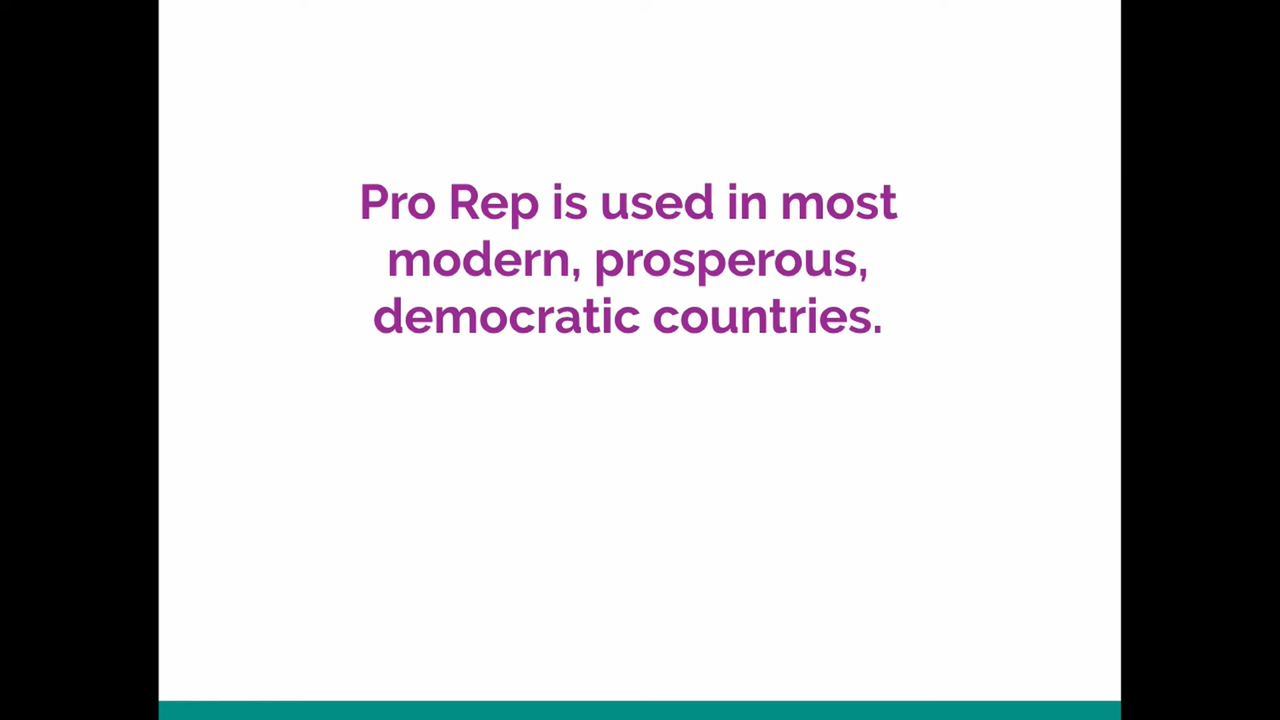 Pro Rep is used in most
modern, prosperous,
democratic countries.